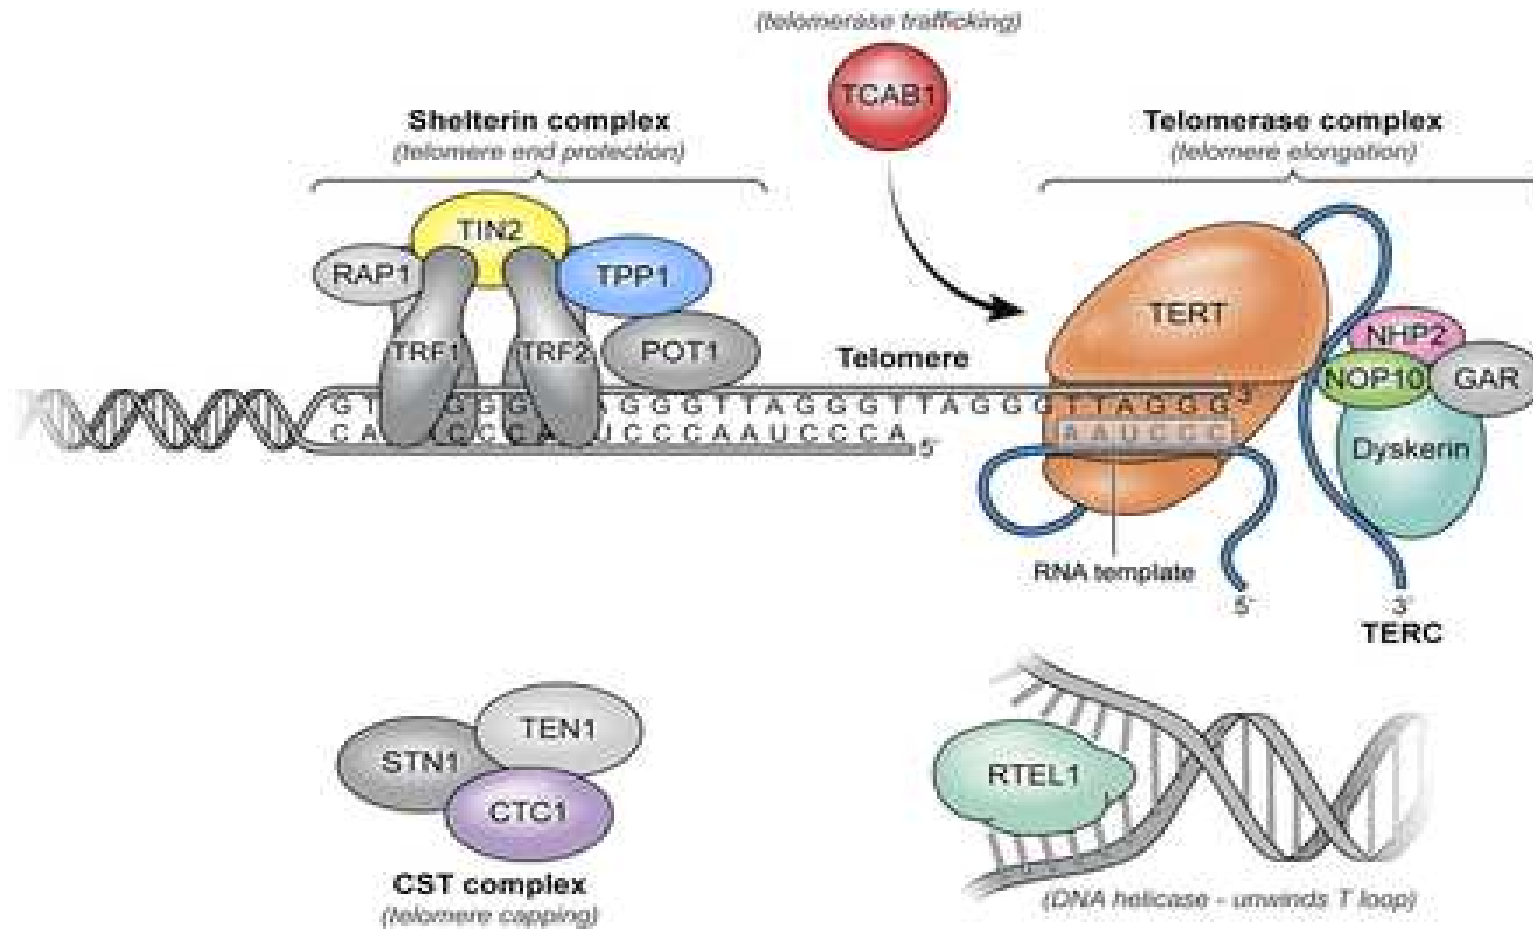 (telomerase trafficking)
TCAB1
Shelterin complex
(telomere end protection)
Telomerase complex
(telomere elongation)
TIN2
RAP1
TPP1
TRF1
TRF2
POT1
Telomere
TERT
NHP2
NOP10
GAR
Dyskerin
G T G G G A G G G T T A G G G T T A G G G T T A G G G 3'
C A C C C A U C C C A A U C C C A 5'
A A U C C C
RNA template
5'
3'
TERC
TEN1
STN1
CTC1
CST complex
(telomere capping)
RTEL1
(DNA helicase - unwinds T loop)